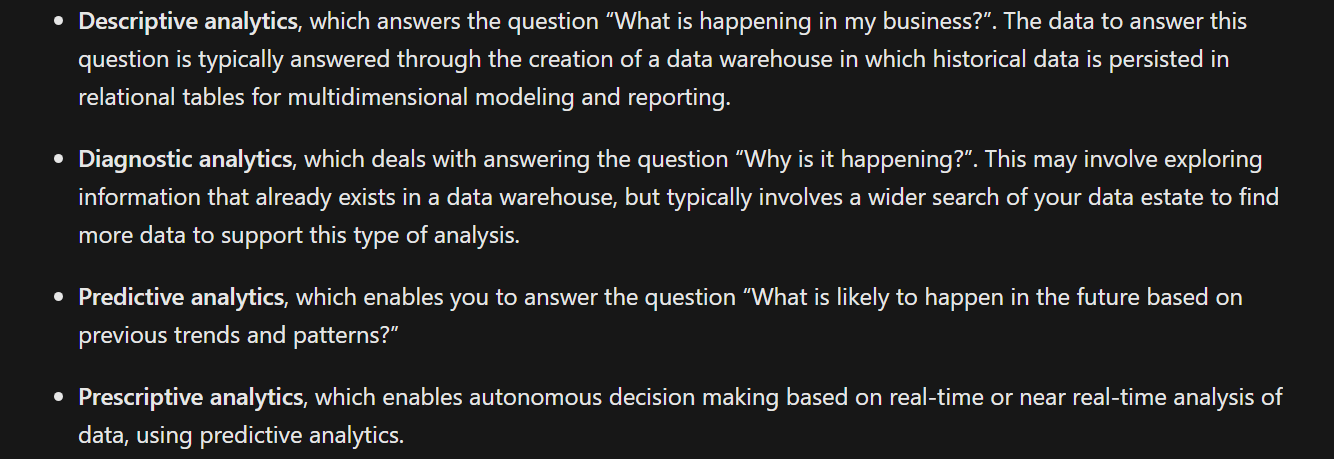 • Descriptive analytics, which answers the question “What is happening in my business?”. The data to answer this
question is typically answered through the creation of a data warehouse in which historical data is persisted in
relational tables for multidimensional modeling and reporting.
• Diagnostic analytics, which deals with answering the question “Why is it happening?”. This may involve exploring
information that already exists in a data warehouse, but typically involves a wider search of your data estate to find
more data to support this type of analysis.
• Predictive analytics, which enables you to answer the question “What is likely to happen in the future based on
previous trends and patterns?”
• Prescriptive analytics, which enables autonomous decision making based on real-time or near real-time analysis of
data, using predictive analytics.